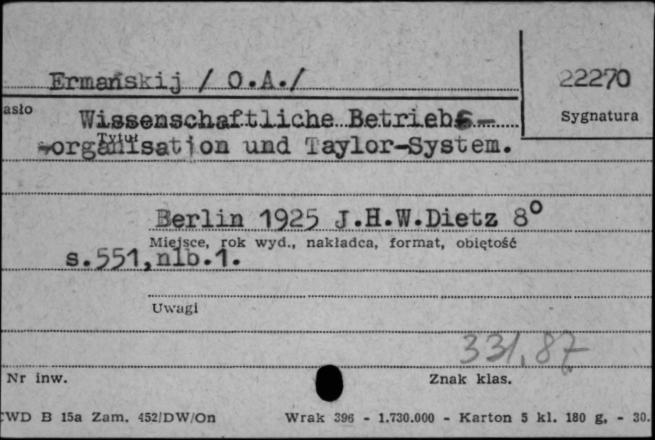 Ermańskij / O.A./
22270
asło
Wissenschaftliche Betriebs-
Sygnatura
Tytuł
-organisation und Taylor-System.
Berlin 1925 J.H.W.Dietz 8°
Miejsce, rok wyd., nakładca, format, objętość
s.551,nlb.1.
Uwagi
331,87
Nr inw.
Znak klas.
CWD B 15a Zam. 452/DW/On Wrak 396 - 1.730.000 - Karton 5 kl. 180 g. - 30.